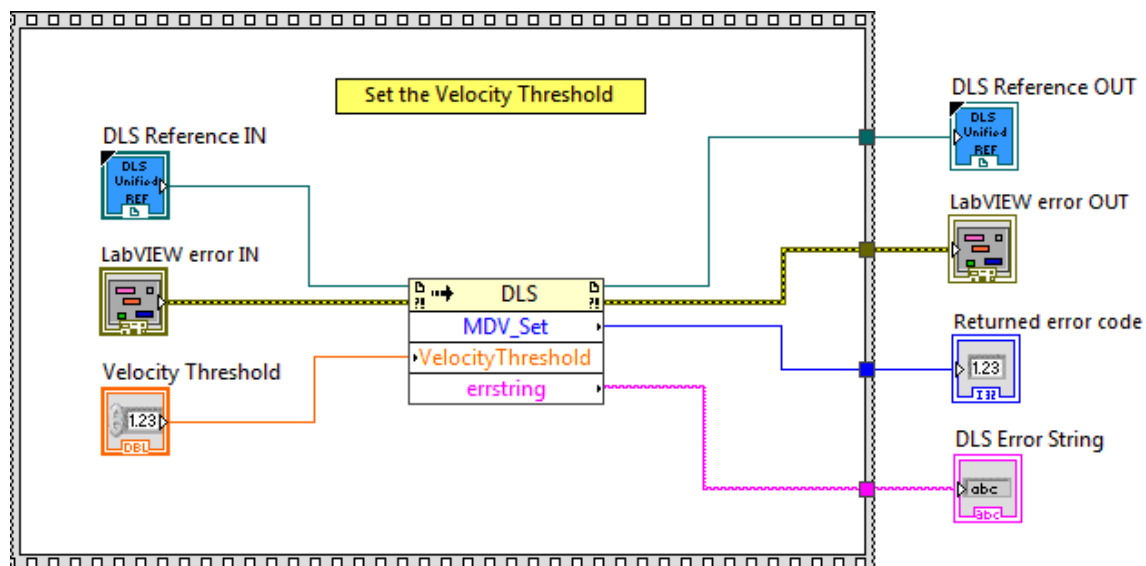 Set the Velocity Threshold
DLS Reference IN
DLS
Unified
REF
LabVIEW error IN
Velocity Threshold
1.23
DBL
?! DLS ?!
MDV_Set
VelocityThreshold
errstring
DLS Reference OUT
DLS
Unified
REF
LabVIEW error OUT
Returned error code
1.23
I32
DLS Error String
abc
abc